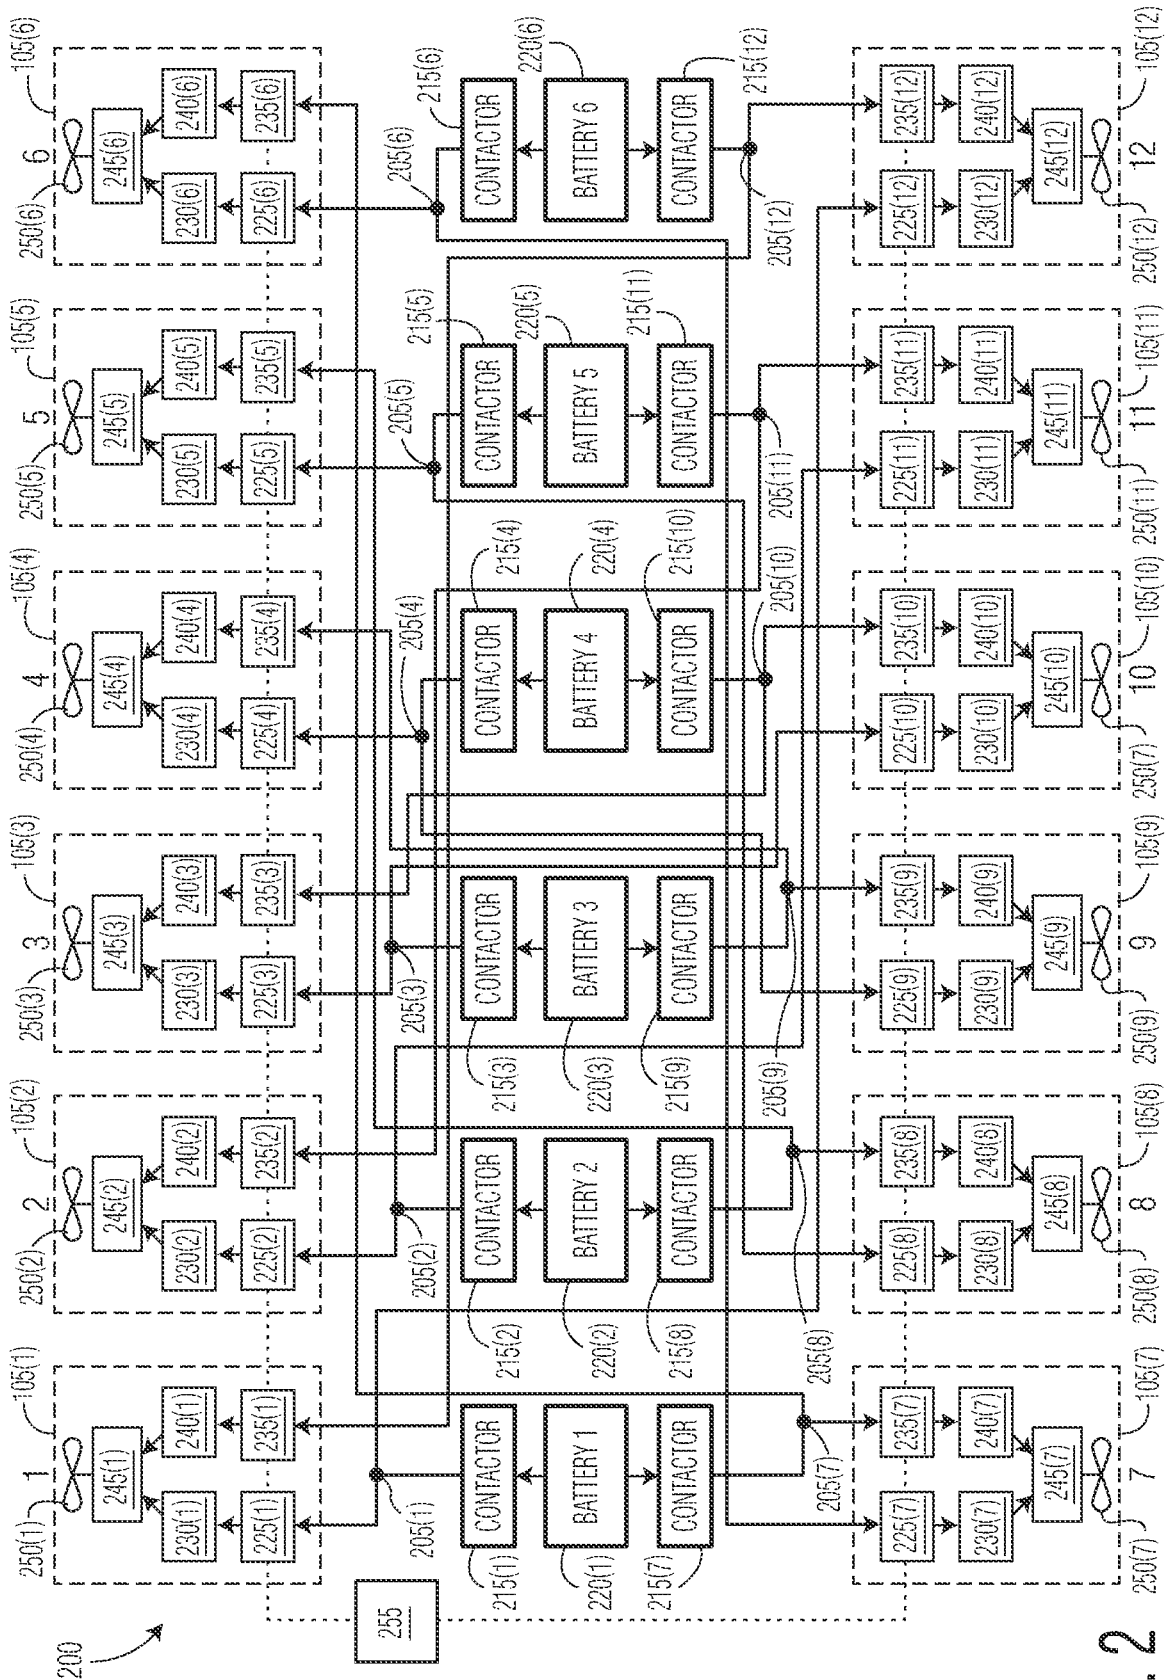 200
250(1) 1 105(1) 250(2) 2 105(2) 250(3) 3 105(3) 250(4) 4 105(4) 250(5) 5 105(5) 250(6) 6 105(6)
245(1) 245(2) 245(3) 245(4) 245(5) 245(6)
230(1) 240(1) 230(2) 240(2) 230(3) 240(3) 230(4) 240(4) 230(5) 240(5) 230(6) 240(6)
225(1) 235(1) 225(2) 235(2) 225(3) 235(3) 225(4) 235(4) 225(5) 235(5) 225(6) 235(6)
255
205(1) 205(2) 205(3) 205(4) 205(5) 205(6)
215(1) 215(2) 215(3) 215(4) 215(5) 215(6)
CONTACTOR CONTACTOR CONTACTOR CONTACTOR CONTACTOR CONTACTOR
220(1) 220(2) 220(3) 220(4) 220(5) 220(6)
BATTERY 1 BATTERY 2 BATTERY 3 BATTERY 4 BATTERY 5 BATTERY 6
215(7) 215(8) 215(9) 215(10) 215(11) 215(12)
CONTACTOR CONTACTOR CONTACTOR CONTACTOR CONTACTOR CONTACTOR
205(7) 205(8) 205(9) 205(10) 205(11) 205(12)
225(7) 235(7) 225(8) 235(8) 225(9) 235(9) 225(10) 235(10) 225(11) 235(11) 225(12) 235(12)
230(7) 240(7) 230(8) 240(8) 230(9) 240(9) 230(10) 240(10) 230(11) 240(11) 230(12) 240(12)
245(7) 245(8) 245(9) 245(10) 245(11) 245(12)
250(7) 7 105(7) 250(8) 8 105(8) 250(9) 9 105(9) 250(7) 10 105(10) 250(11) 11 105(11) 250(12) 12 105(12)
. 2